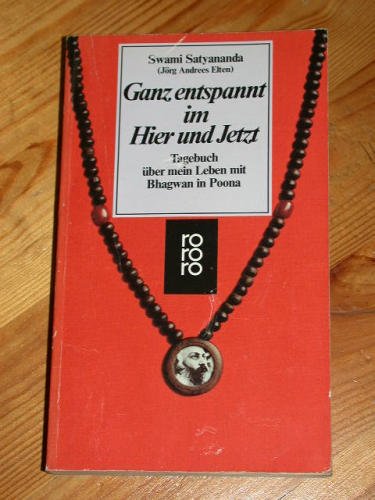 Swami Satyananda
(Jörg Andrees Elten)
Ganz entspannt
im
Hier und Jetzt
Tagebuch
über mein Leben mit
Bhagwan in Poona
ro
ro
ro